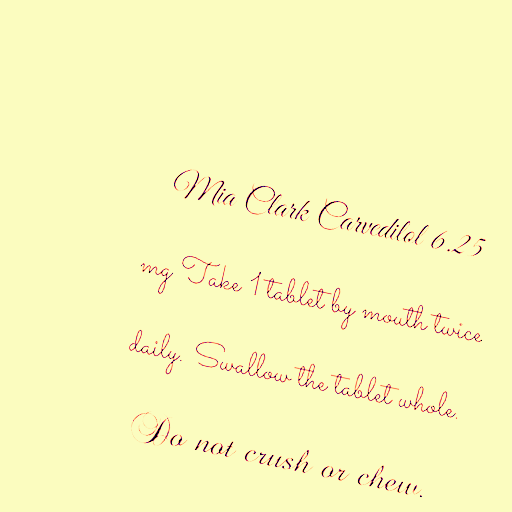 Mia Clark Carvedilol 6.25
mg Take 1 tablet by mouth twice
daily. Swallow the tablet whole.
Do not crush or chew.